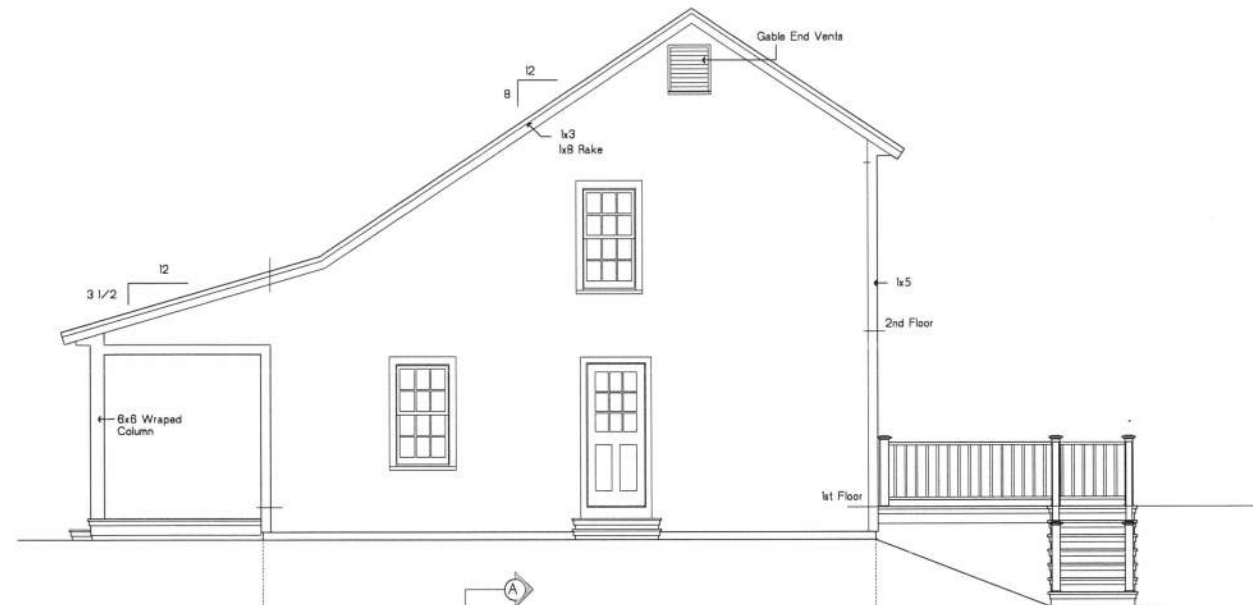 Gable End Vents
12
8
1x3
1x8 Rake
12
3 1/2
1x5
2nd Floor
6x6 Wraped
Column
1st Floor
A